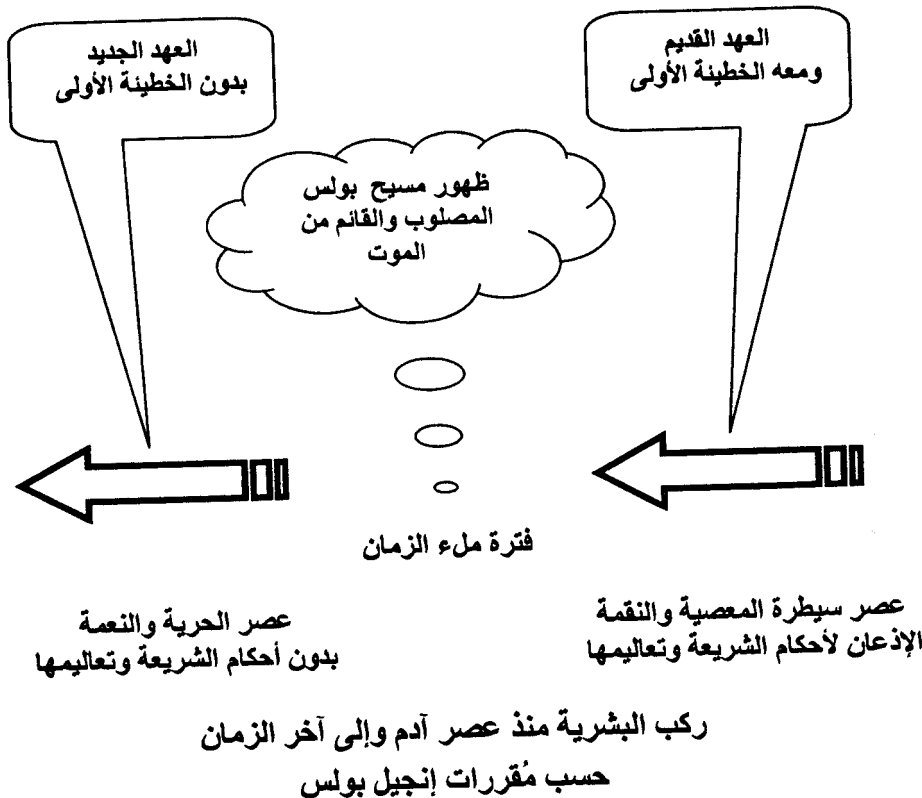 العهد القديم
ومعه الخطيئة الأولى
العهد الجديد
بدون الخطيئة الأولى
ظهور مسيح بولس
المصلوب والقائم من
الموت
فترة ملء الزمان
عصر سيطرة المعصية والنقمة
الإذعان لأحكام الشريعة وتعاليمها
عصر الحرية والنعمة
بدون أحكام الشريعة وتعاليمها
ركب البشرية منذ عصر آدم وإلى آخر الزمان
حسب مُقررات إنجيل بولس